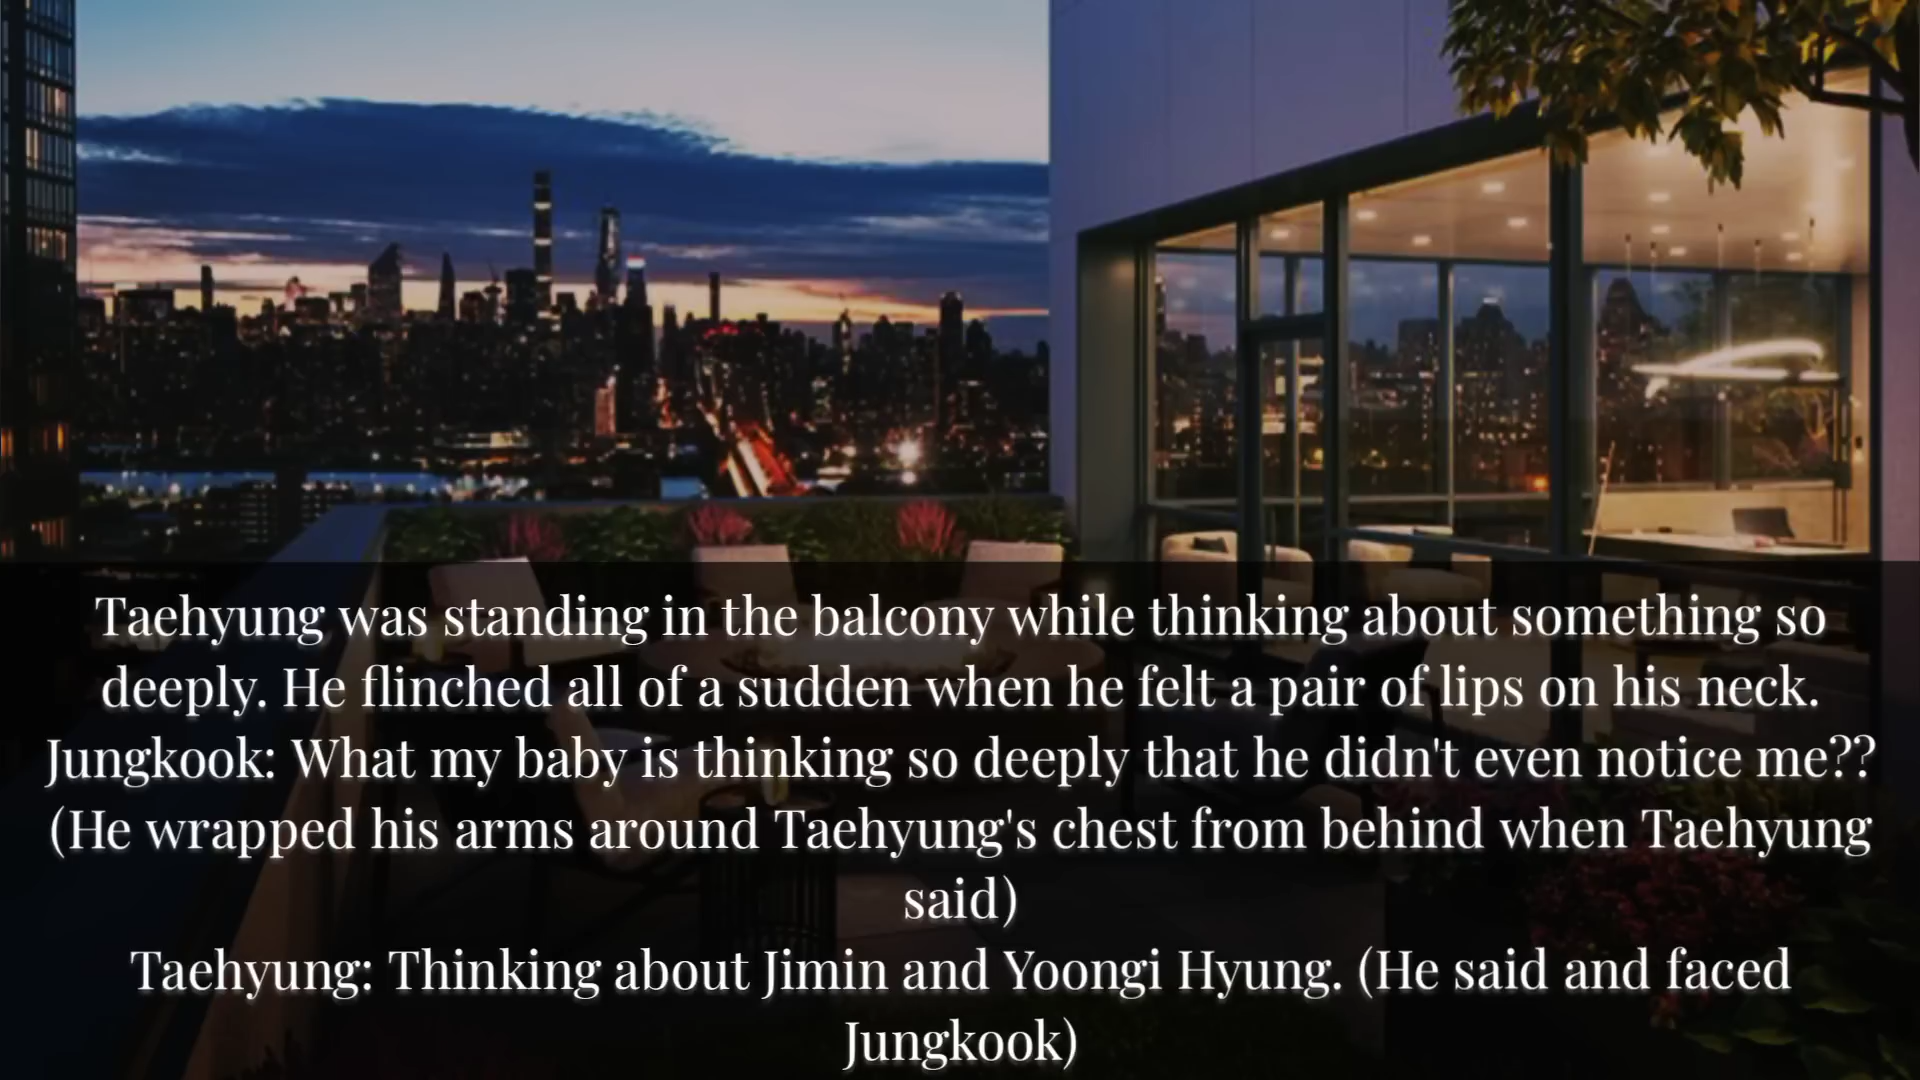 Taehyung was standing in the balcony while thinking about something so
deeply. He flinched all of a sudden when he felt a pair of lips on his neck.
Jungkook: What my baby is thinking so deeply that he didn't even notice me??
(He wrapped his arms around Taehyung's chest from behind when Taehyung
said)
Taehyung: Thinking about Jimin and Yoongi Hyung. (He said and faced
Jungkook)